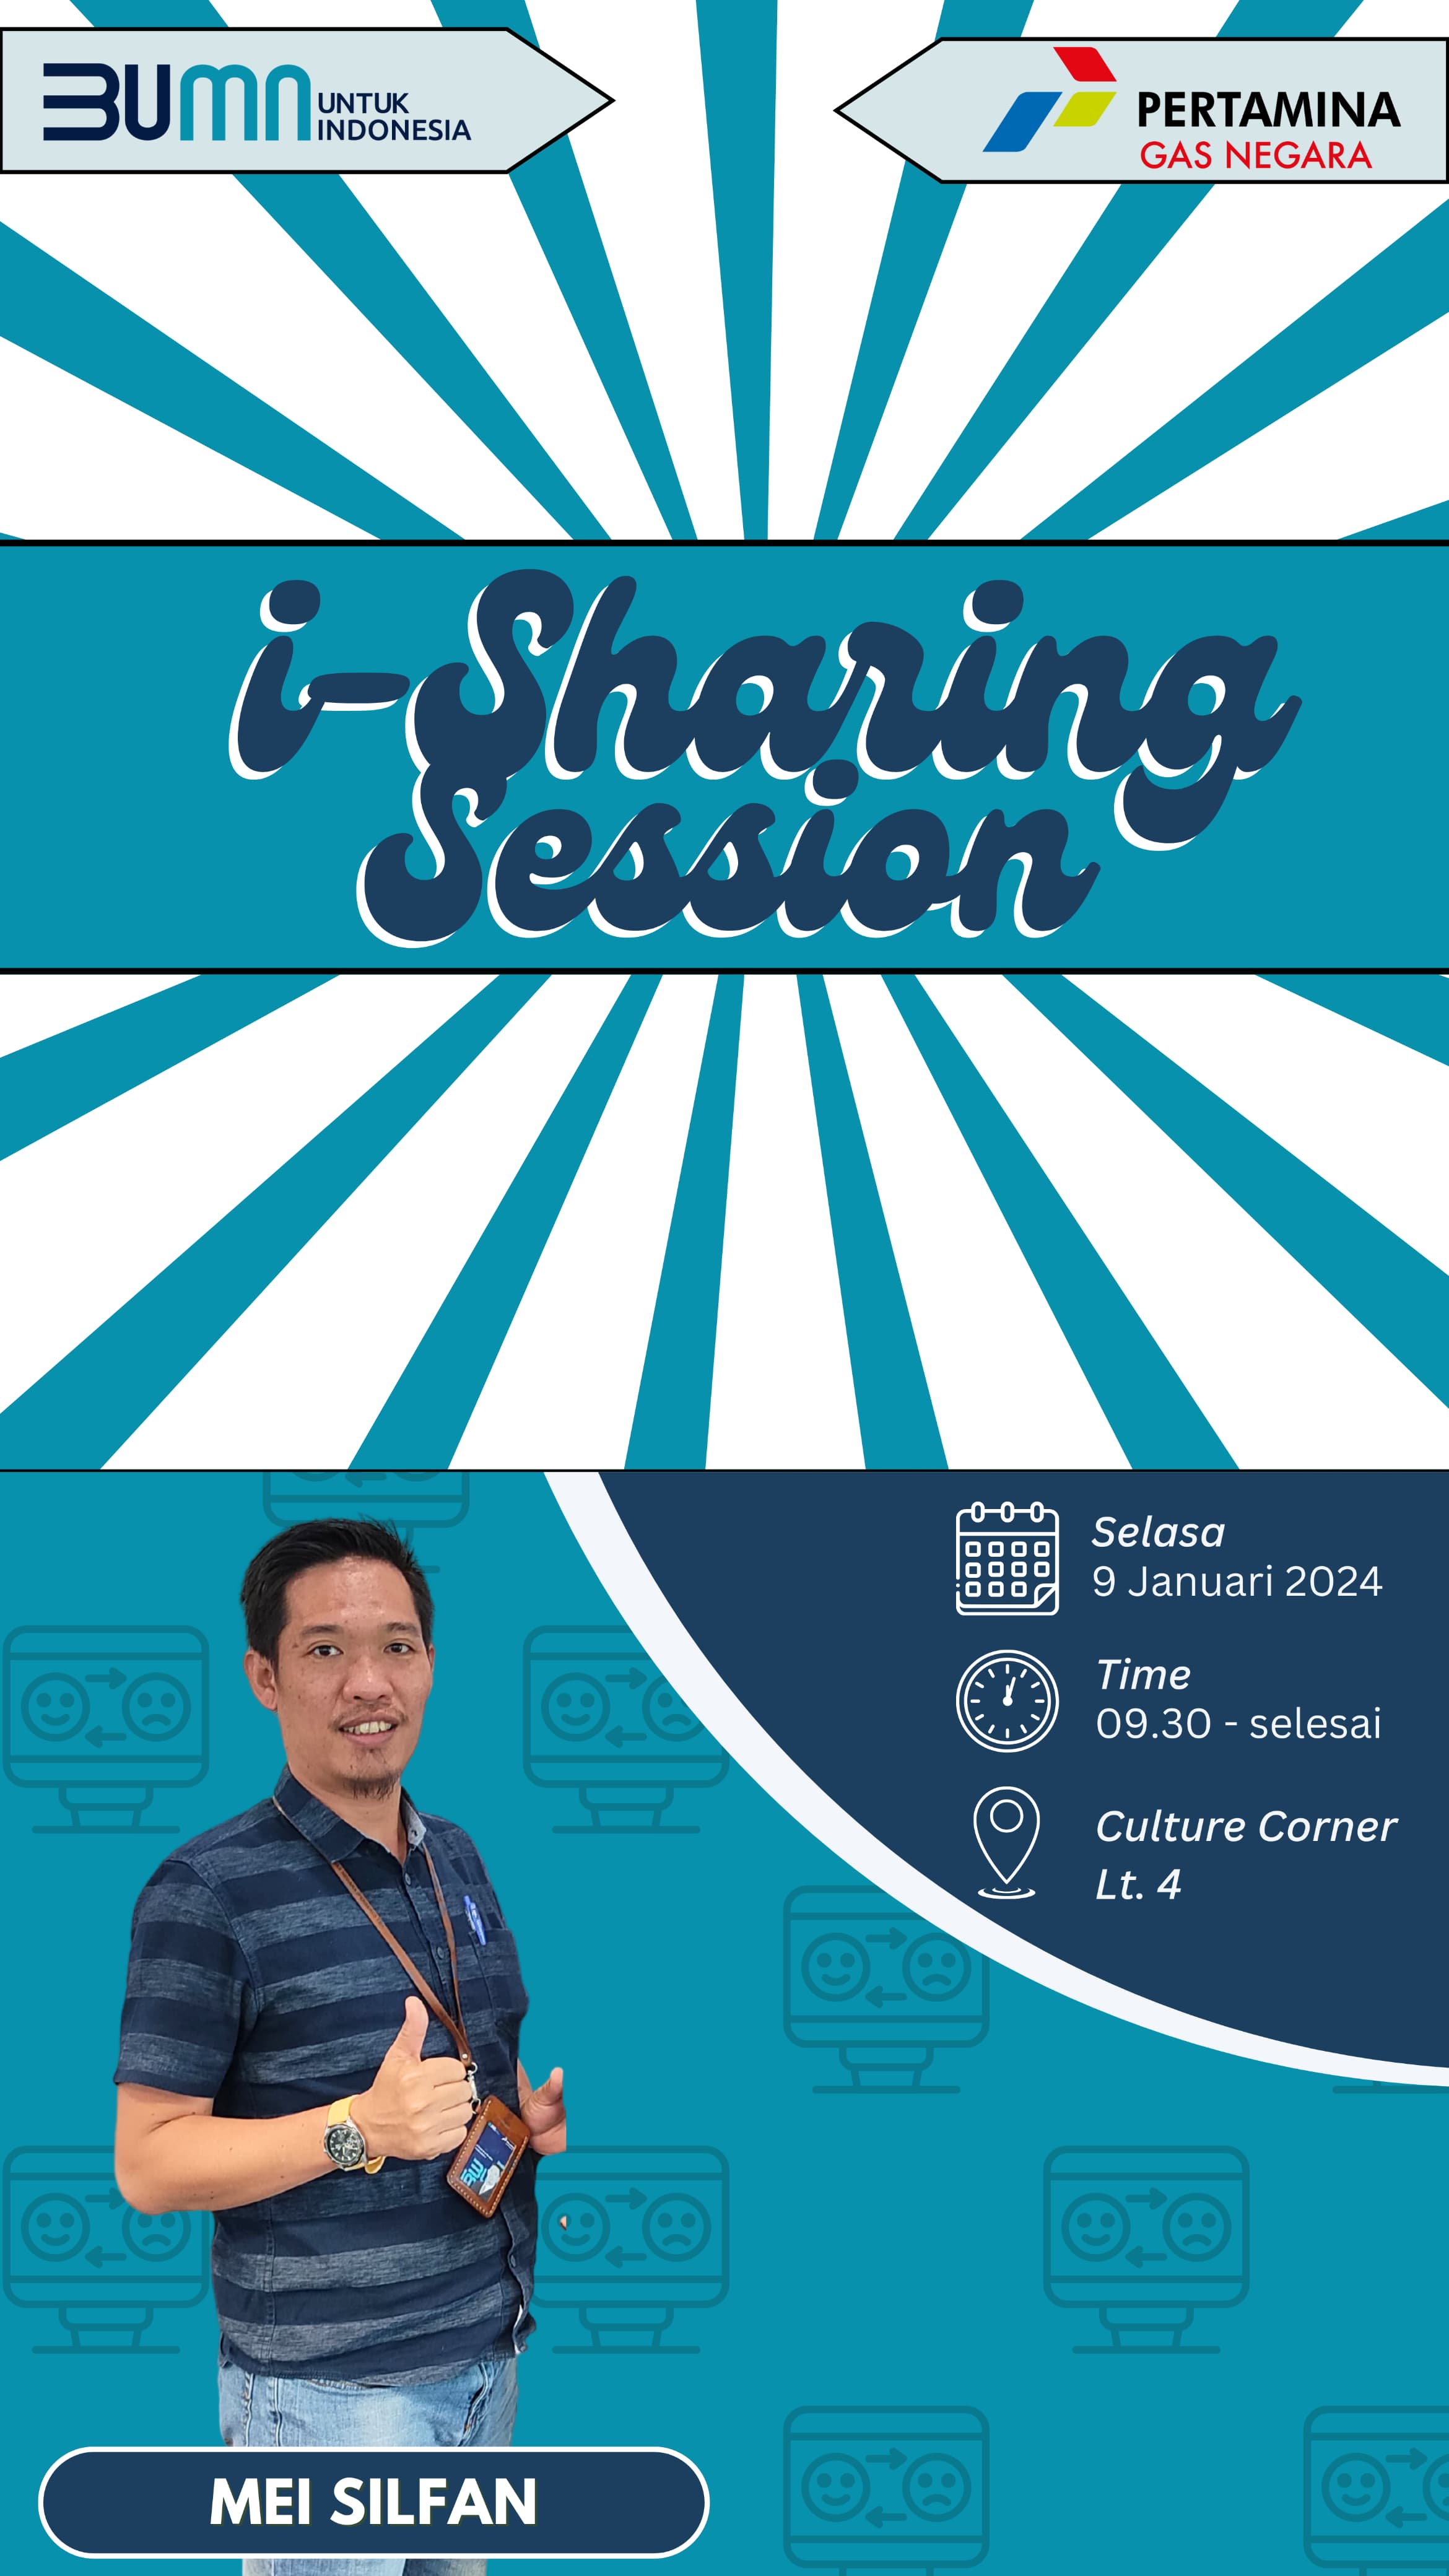 BUMN UNTUK
INDONESIA
PERTAMINA
GAS NEGARA
i-Sharing
Session
Selasa
9 Januari 2024
Time
09.30 - selesai
Culture Corner
Lt. 4
MEI SILFAN